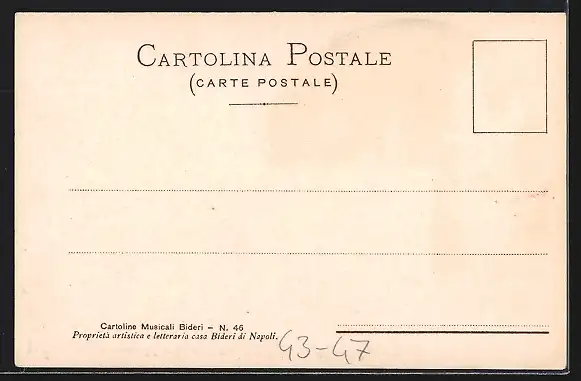 CARTOLINA POSTALE
(CARTE POSTALE)
Cartoline Musicali Bideri – N. 46
Proprietà artistica e letteraria casa Bideri di Napoli.
43-47